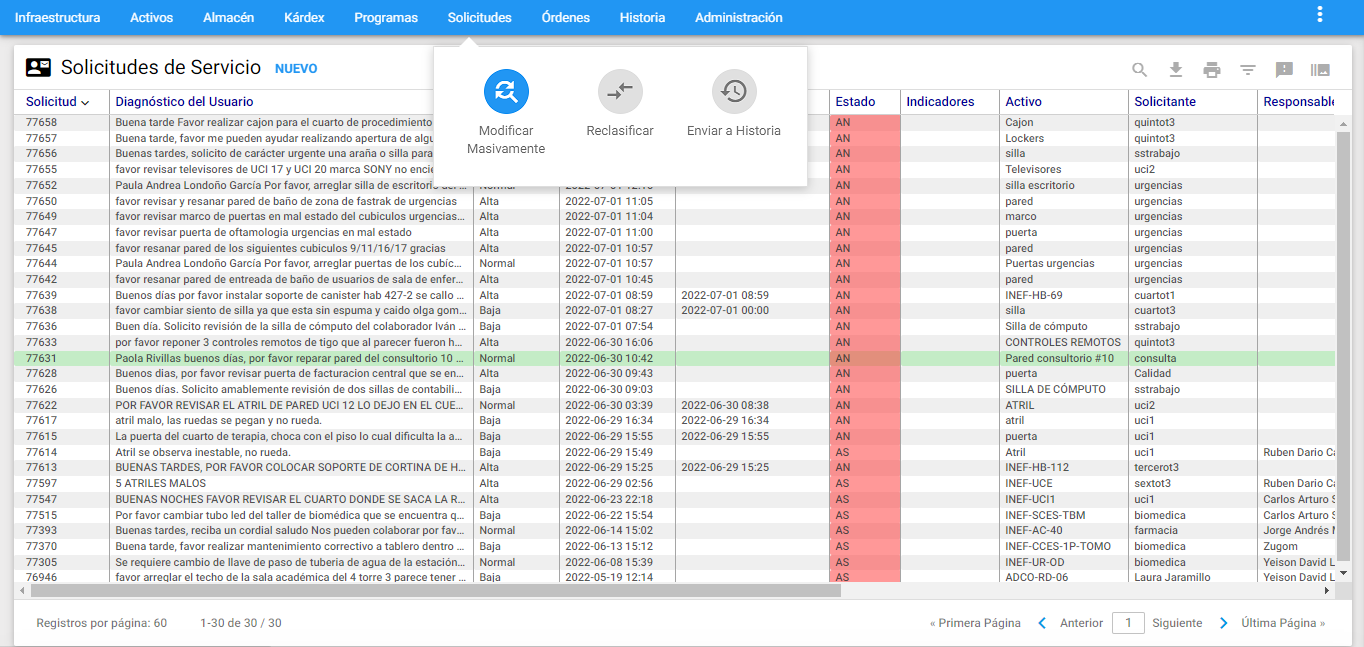 Infraestructura Activos Almacén Kárdex Programas Solicitudes Órdenes Historia Administración
Solicitudes de Servicio NUEVO
Modificar Masivamente
Reclasificar
Enviar a Historia
Solicitud Diagnóstico del Usuario Estado Indicadores Activo Solicitante Responsable
77658 Buena tarde Favor realizar cajon para el cuarto de procedimiento AN Cajon quintot3
77657 Buena tarde, favor me pueden ayudar realizando apertura de algu AN Lockers quintot3
77656 Buenas tardes, solicito de carácter urgente una araña o silla para AN silla sstrabajo
77655 favor revisar televisores de UCI 17 y UCI 20 marca SONY no encie AN Televisores uci2
77652 Paula Andrea Londoño García Por favor, arreglar silla de escritorio AN silla escritorio urgencias
77650 favor revisar y resanar pared de baño de zona de fastrak de urgencias Alta 2022-07-01 11:05 AN pared urgencias
77649 favor revisar marco de puertas en mal estado del cubiculos urgencias... Alta 2022-07-01 11:04 AN marco urgencias
77647 favor revisar puerta de oftamologia urgencias en mal estado Alta 2022-07-01 11:00 AN puerta urgencias
77645 favor resanar pared de los siguientes cubiculos 9/11/16/17 gracias Alta 2022-07-01 10:57 AN pared urgencias
77644 Paula Andrea Londoño García Por favor, arreglar puertas de los cubíc... Normal 2022-07-01 10:57 AN Puertas urgencias urgencias
77642 favor resanar pared de entreada de baño de usuarios de sala de enfer... Alta 2022-07-01 10:45 AN pared urgencias
77639 Buenos días por favor instalar soporte de canister hab 427-2 se callo ... Alta 2022-07-01 08:59 2022-07-01 08:59 AN INEF-HB-69 cuartot1
77638 favor cambiar siento de silla ya que esta sin espuma y caido olga gom... Baja 2022-07-01 08:27 2022-07-01 00:00 AN silla cuartot3
77636 Buen día. Solicito revisión de la silla de cómputo del colaborador Iván ... Baja 2022-07-01 07:54 AN Silla de cómputo sstrabajo
77633 por favor reponer 3 controles remotos de tigo que al parecer fueron h... Alta 2022-06-30 16:06 AN CONTROLES REMOTOS quintot3
77631 Paola Rivillas buenos días, por favor reparar pared del consultorio 10 ... Normal 2022-06-30 10:42 AN Pared consultorio #10 consulta
77628 Buenos dias, por favor revisar puerta de facturacion central que se en... Alta 2022-06-30 09:43 AN puerta Calidad
77626 Buenos días. Solicito amablemente revisión de dos sillas de contabili... Baja 2022-06-30 09:03 AN SILLA DE CÓMPUTO sstrabajo
77622 POR FAVOR REVISAR EL ATRIL DE PARED UCI 12 LO DEJO EN EL CUE... Normal 2022-06-30 03:39 2022-06-30 08:38 AN ATRIL uci2
77617 atril malo, las ruedas se pegan y no rueda. Baja 2022-06-29 16:34 2022-06-29 16:34 AN atril uci1
77615 La puerta del cuarto de terapia, choca con el piso lo cual dificulta la a... Baja 2022-06-29 15:55 2022-06-29 15:55 AN puerta uci1
77614 Atril se observa inestable, no rueda. Baja 2022-06-29 15:49 AS Atril uci1 Ruben Dario Ca
77613 BUENAS TARDES, POR FAVOR COLOCAR SOPORTE DE CORTINA DE H... Alta 2022-06-29 15:25 2022-06-29 15:25 AN INEF-HB-112 tercerot3
77597 5 ATRILES MALOS Alta 2022-06-29 02:56 AS INEF-UCE sextot3 Ruben Dario Ca
77547 BUENAS NOCHES FAVOR REVISAR EL CUARTO DONDE SE SACA LA R... Alta 2022-06-23 22:18 AS INEF-UCI1 uci1 Carlos Arturo S
77515 Por favor cambiar tubo led del taller de biomédica que se encuentra q... Baja 2022-06-22 15:54 AS INEF-SCES-TBM biomedica Carlos Arturo S
77393 Buenas tardes, reciba un cordial saludo Nos pueden colaborar por fav... Normal 2022-06-14 15:02 AS INEF-AC-40 farmacia Jorge Andrés M
77370 Buena tarde, Favor realizar mantenimiento correctivo a tablero dentro ... Baja 2022-06-13 15:12 AS INEF-CCES-1P-TOMO biomedica Zugom
77305 Se requiere cambio de llave de paso de tuberia de agua de la estación... Normal 2022-06-08 15:39 AS INEF-UR-OD biomedica Yeison David L
76946 favor arreglar el techo de la sala académica del 4 torre 3 parece tener ... Baja 2022-05-19 12:14 AS ADCO-RD-06 Laura Jaramillo Yeison David L
Registros por página: 60 1-30 de 30 / 30 « Primera Página Anterior 1 Siguiente Última Página »